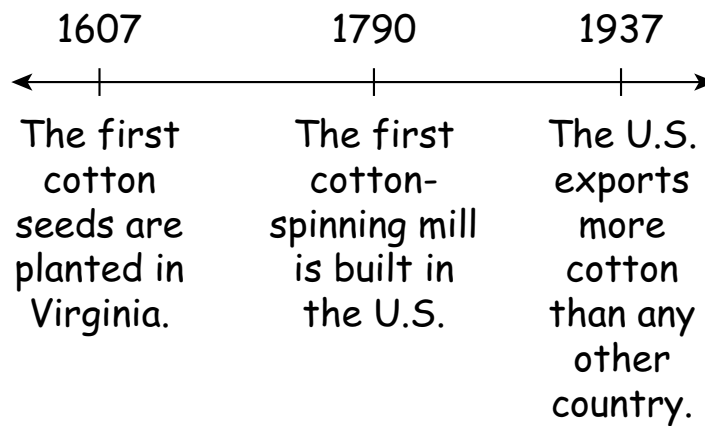 1607
The first
cotton
seeds are
planted in
Virginia.
1790
The first
cotton-
spinning mill
is built in
the U.S.
1937
The U.S.
exports
more
cotton
than any
other
country.